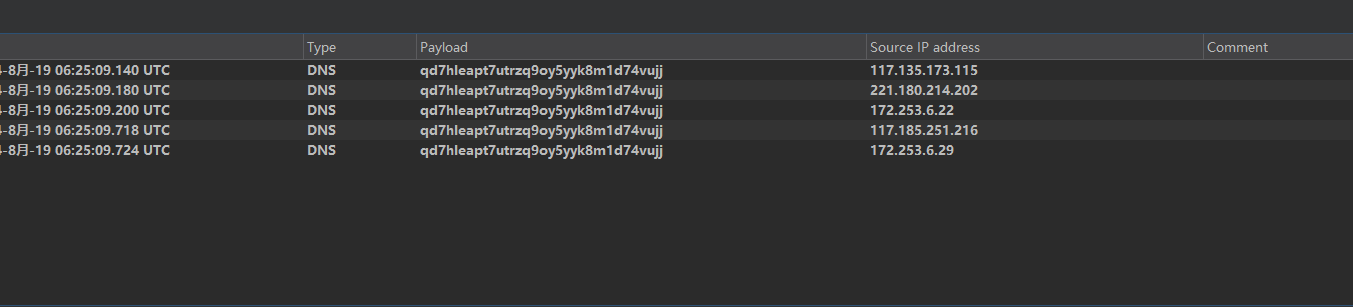 Type Payload Source IP address Comment
4-8月-19 06:25:09.140 UTC DNS qd7hleapt7utrzq9oy5yyk8m1d74vujj 117.135.173.115
4-8月-19 06:25:09.180 UTC DNS qd7hleapt7utrzq9oy5yyk8m1d74vujj 221.180.214.202
4-8月-19 06:25:09.200 UTC DNS qd7hleapt7utrzq9oy5yyk8m1d74vujj 172.253.6.22
4-8月-19 06:25:09.718 UTC DNS qd7hleapt7utrzq9oy5yyk8m1d74vujj 117.185.251.216
4-8月-19 06:25:09.724 UTC DNS qd7hleapt7utrzq9oy5yyk8m1d74vujj 172.253.6.29